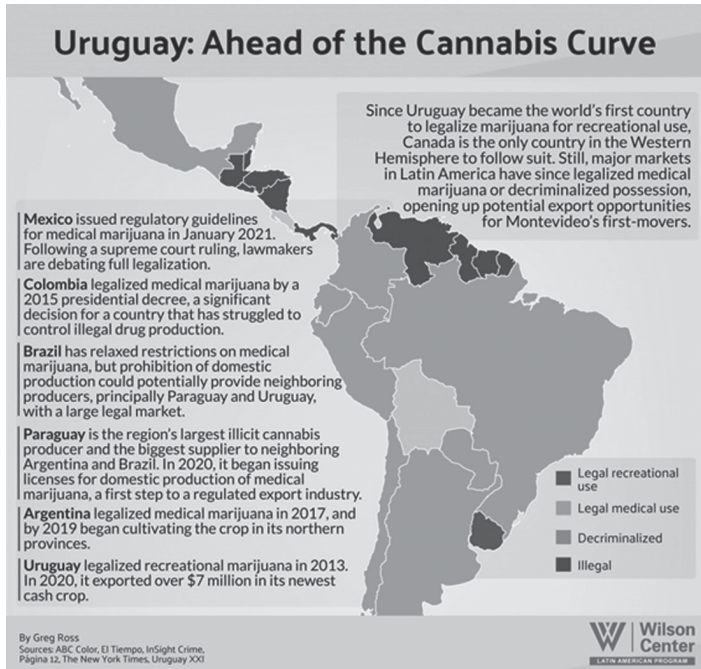 Uruguay: Ahead of the Cannabis Curve
Since Uruguay became the world's first country
to legalize marijuana for recreational use,
Canada is the only country in the Western
Hemisphere to follow suit. Still, major markets
in Latin America have since legalized medical
marijuana or decriminalized possession,
opening up potential export opportunities
for Montevideo's first-movers.
Mexico issued regulatory guidelines
for medical marijuana in January 2021.
Following a supreme court ruling, lawmakers
are debating full legalization.
Colombia legalized medical marijuana by a
2015 presidential decree, a significant
decision for a country that has struggled to
control illegal drug production.
Brazil has relaxed restrictions on medical
marijuana, but prohibition of domestic
production could potentially provide neighboring
producers, principally Paraguay and Uruguay,
with a large legal market.
Paraguay is the region's largest illicit cannabis
producer and the biggest supplier to neighboring
Argentina and Brazil. In 2020, it began issuing
licenses for domestic production of medical
marijuana, a first step to a regulated export industry.
Argentina legalized medical marijuana in 2017, and
by 2019 began cultivating the crop in its northern
provinces.
Uruguay legalized recreational marijuana in 2013.
In 2020, it exported over $7 million in its newest
cash crop.
Legal recreational
use
Legal medical use
Decriminalized
Illegal
By Greg Ross
Sources: ABC Color, El Tiempo, InSight Crime,
Página 12, The New York Times, Uruguay XXI
Wilson
Center
LATIN AMERICAN PROGRAM